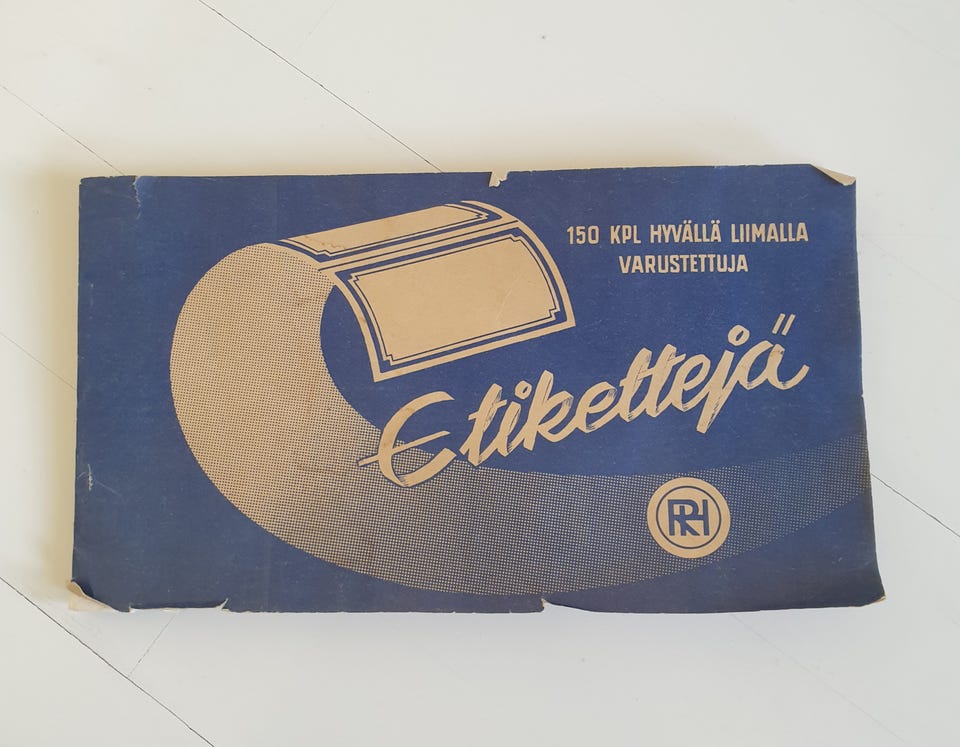 150 KPL HYVÄLLÄ LIIMALLA
VARUSTETTUJA
Etikettejä
RH